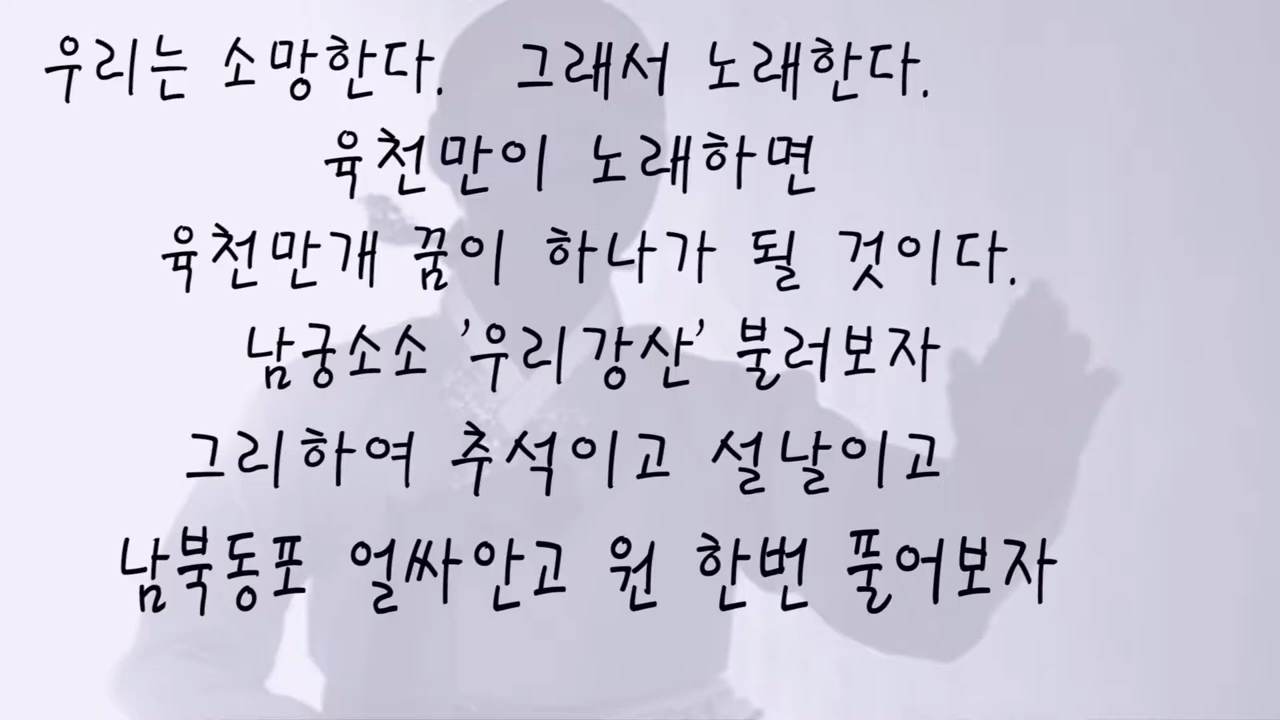 우리는 소망한다. 그래서 노래한다.
육천만이 노래하면
육천만개 꿈이 하나가 될 것이다.
남궁소소 '우리강산' 불러보자
그리하여 추석이고 설날이고
남북동포 얼싸안고 원 한번 풀어보자